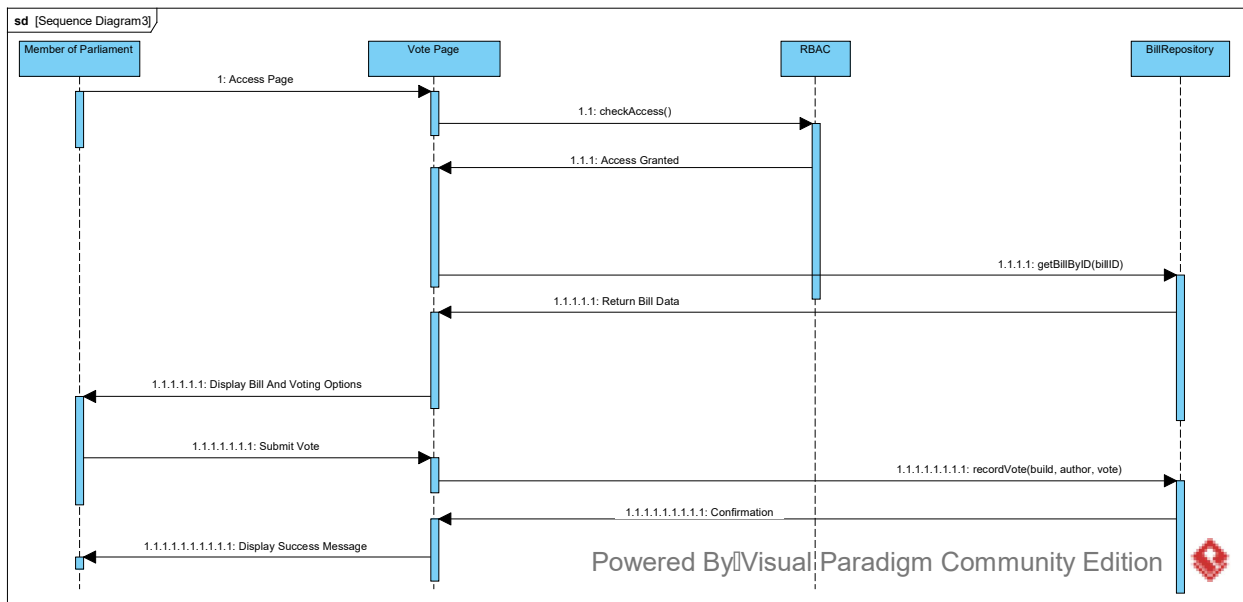 sd [Sequence Diagram3]
Member of Parliament
Vote Page
RBAC
BillRepository
1: Access Page
1.1: checkAccess()
1.1.1: Access Granted
1.1.1.1: getBillByID(billID)
1.1.1.1.1: Return Bill Data
1.1.1.1.1.1: Display Bill And Voting Options
1.1.1.1.1.1.1: Submit Vote
1.1.1.1.1.1.1.1: recordVote(build, author, vote)
1.1.1.1.1.1.1.1.1: Confirmation
1.1.1.1.1.1.1.1.1.1: Display Success Message
Powered By Visual Paradigm Community Edition